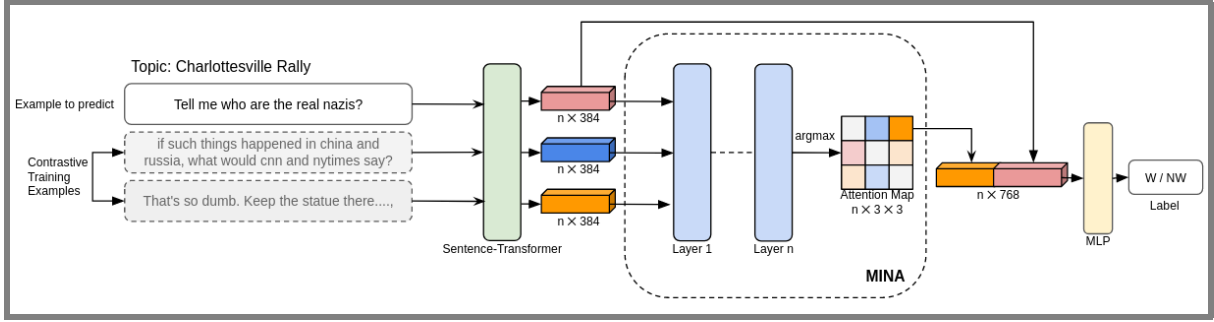 Topic: Charlottesville Rally
Example to predict
Tell me who are the real nazis?
Contrastive
Training
Examples
if such things happened in china and
russia, what would cnn and nytimes say?
That's so dumb. Keep the statue there....,
Sentence-Transformer
n × 384
n × 384
n × 384
Layer 1
Layer n
argmax
Attention Map
n × 3 × 3
MINA
n × 768
MLP
W / NW
Label